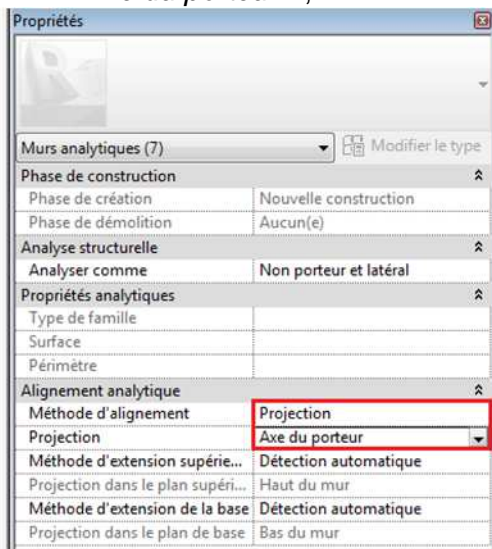 Propriétés
Murs analytiques (7) Modifier le type
Phase de construction
Phase de création Nouvelle construction
Phase de démolition Aucun(e)
Analyse structurelle
Analyser comme Non porteur et latéral
Propriétés analytiques
Type de famille
Surface
Périmètre
Alignement analytique
Méthode d'alignement Projection
Projection Axe du porteur
Méthode d'extension supérie... Détection automatique
Projection dans le plan supéri... Haut du mur
Méthode d'extension de la base Détection automatique
Projection dans le plan de base Bas du mur